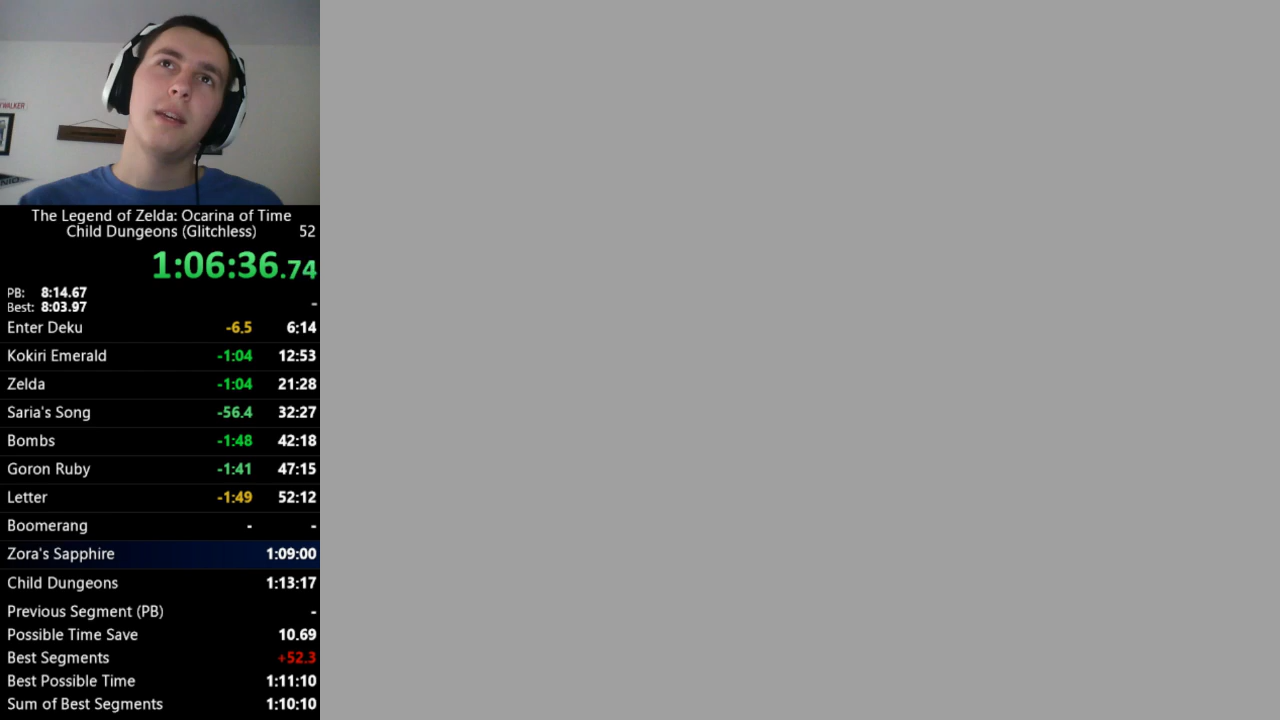 WALKER
The Legend of Zelda: Ocarina of Time
Child Dungeons (Glitchless) 52
1:06:36.74
PB: 8:14.67
Best: 8:03.97 -
Enter Deku -6.5 6:14
Kokiri Emerald -1:04 12:53
Zelda -1:04 21:28
Saria's Song -56.4 32:27
Bombs -1:48 42:18
Goron Ruby -1:41 47:15
Letter -1:49 52:12
Boomerang - -
Zora's Sapphire 1:09:00
Child Dungeons 1:13:17
Previous Segment (PB) -
Possible Time Save 10.69
Best Segments +52.3
Best Possible Time 1:11:10
Sum of Best Segments 1:10:10